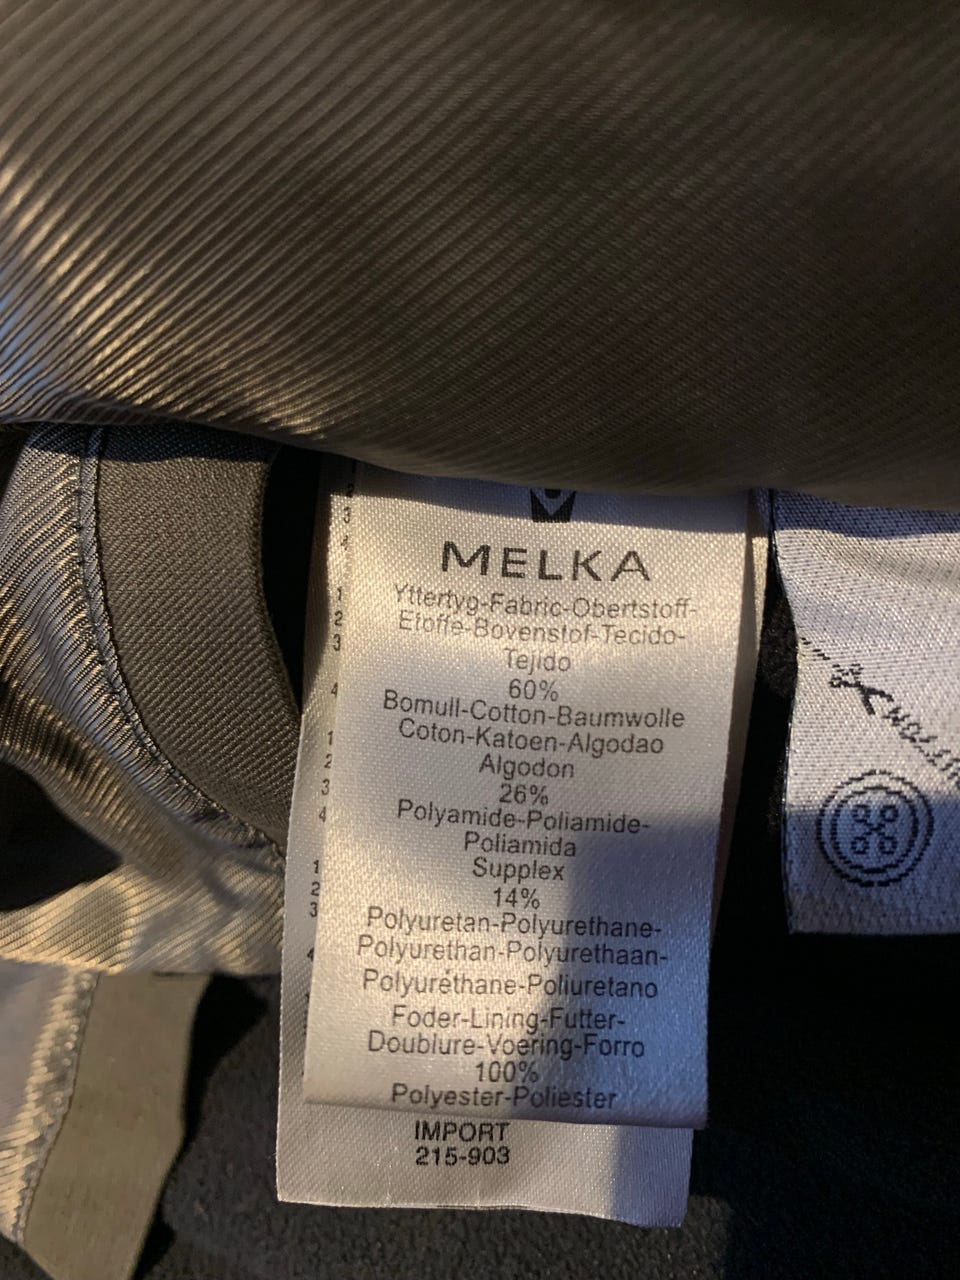 MELKA
Yttertyg-Fabric-Obertstoff-
Etoffe-Bovenstof-Tecido-
Tejido
60%
Bomull-Cotton-Baumwolle
Coton-Katoen-Algodao
Algodon
26%
Polyamide-Poliamide-
Poliamida
Supplex
14%
Polyuretan-Polyurethane-
Polyurethan-Polyurethaan-
Polyuréthane-Poliuretano
Foder-Lining-Futter-
Doublure-Voering-Forro
100%
Polyester-Poliester
IMPORT
215-903